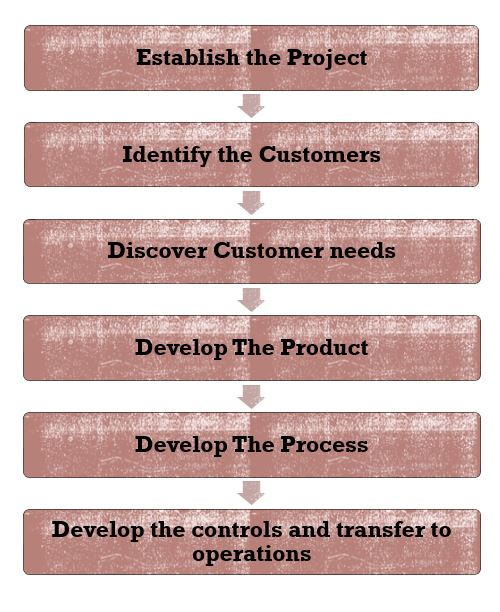 Establish the Project
Identify the Customers
Discover Customer needs
Develop The Product
Develop The Process
Develop the controls and transfer to
operations